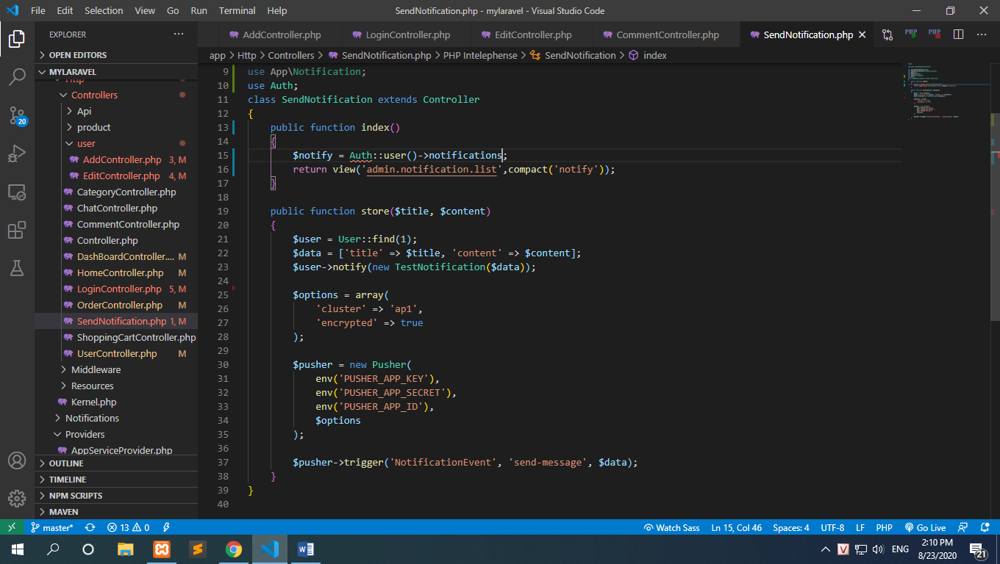 File Edit Selection View Go Run Terminal Help SendNotification.php - mylaravel - Visual Studio Code
EXPLORER
AddController.php LoginController.php EditController.php CommentController.php SendNotification.php
PHP PHP
app > Http > Controllers > SendNotification.php > PHP Intelephense > SendNotification > index
OPEN EDITORS
MYLARAVEL
Http
Controllers
Api
product
user
AddController.php 3, M
EditController.php 4, M
CategoryController.php
ChatController.php
CommentController.php
Controller.php
DashBoardController.... M
HomeController.php M
LoginController.php 5, M
OrderController.php M
SendNotification.php 1, M
ShoppingCartController.php
UserController.php M
Middleware
Resources
Kernel.php
Notifications
Providers
AppServiceProvider.php
OUTLINE
TIMELINE
NPM SCRIPTS
MAVEN
20
9 use App\Notification;
10 use Auth;
11 class SendNotification extends Controller
12 {
13 public function index()
14 {
15 $notify = Auth::user()->notifications;
16 return view('admin.notification.list',compact('notify'));
17 }
18
19 public function store($title, $content)
20 {
21 $user = User::find(1);
22 $data = ['title' => $title, 'content' => $content];
23 $user->notify(new TestNotification($data));
24
25 $options = array(
26 'cluster' => 'ap1',
27 'encrypted' => true
28 );
29
30 $pusher = new Pusher(
31 env('PUSHER_APP_KEY'),
32 env('PUSHER_APP_SECRET'),
33 env('PUSHER_APP_ID'),
34 $options
35 );
36
37 $pusher->trigger('NotificationEvent', 'send-message', $data);
38 }
39 }
40
master* 13 0 Watch Sass Ln 15, Col 46 Spaces: 4 UTF-8 LF PHP Go Live
ENG 2:10 PM
8/23/2020
21